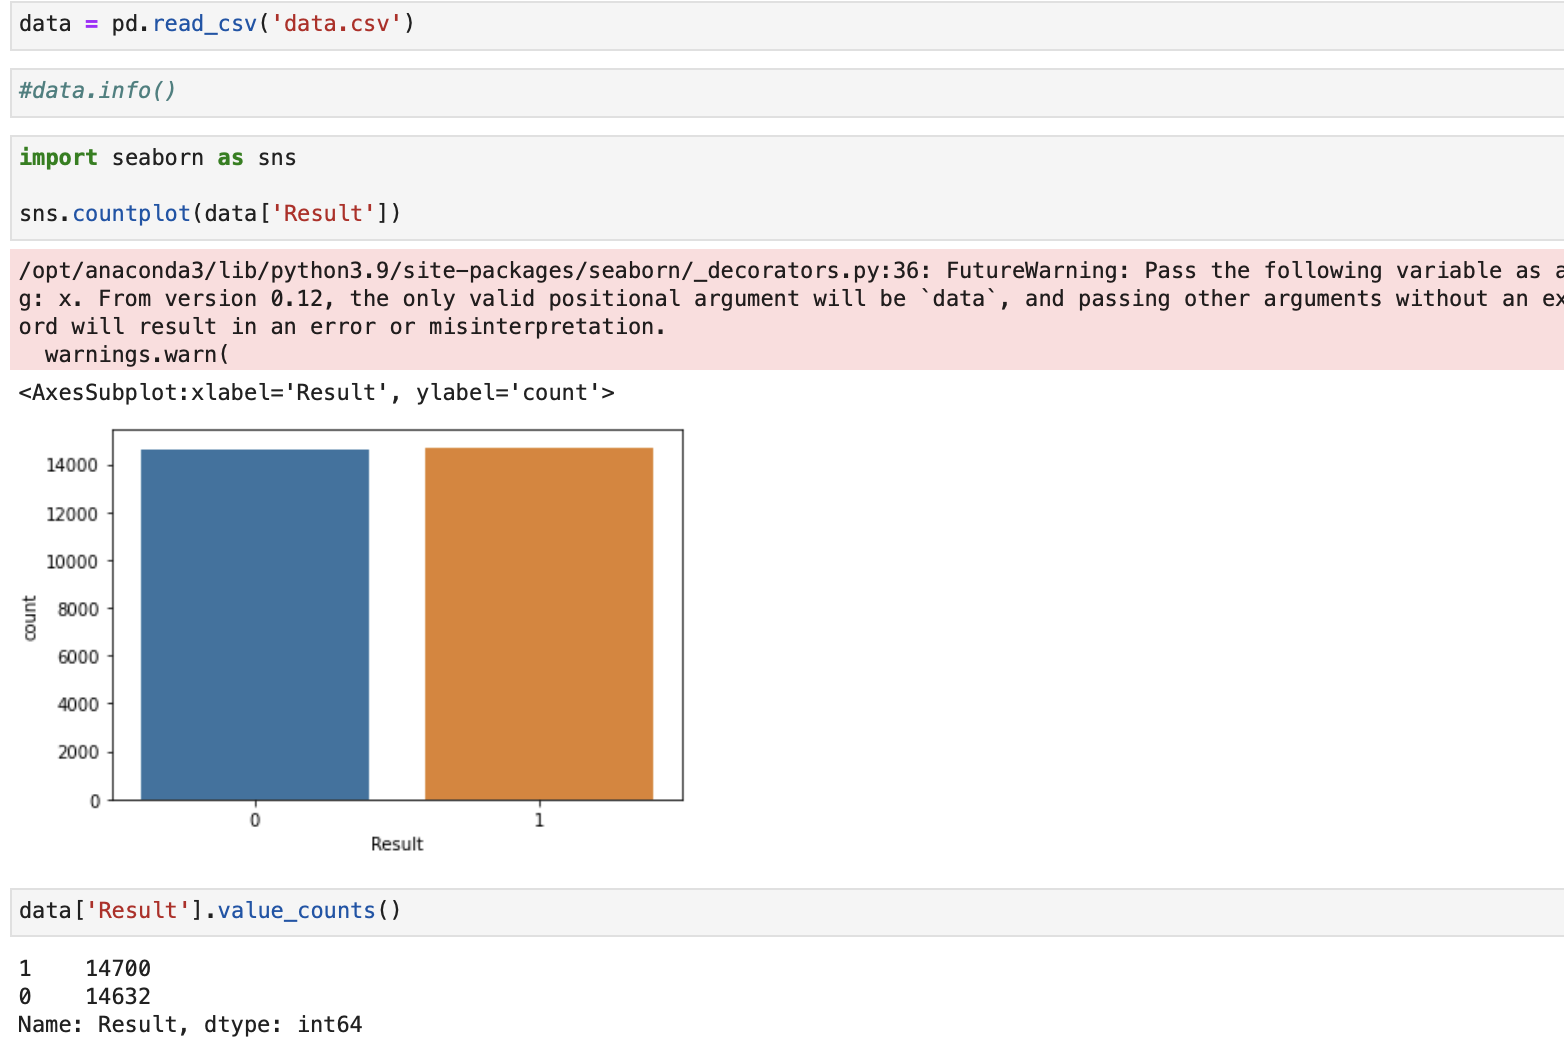 data = pd.read_csv('data.csv')
#data.info()
import seaborn as sns
sns.countplot(data['Result'])
/opt/anaconda3/lib/python3.9/site-packages/seaborn/_decorators.py:36: FutureWarning: Pass the following variable as a
g: x. From version 0.12, the only valid positional argument will be `data`, and passing other arguments without an ex
ord will result in an error or misinterpretation.
  warnings.warn(
<AxesSubplot:xlabel='Result', ylabel='count'>
14000
12000
10000
8000
6000
4000
2000
0
count
0 1
Result
data['Result'].value_counts()
1    14700
0    14632
Name: Result, dtype: int64